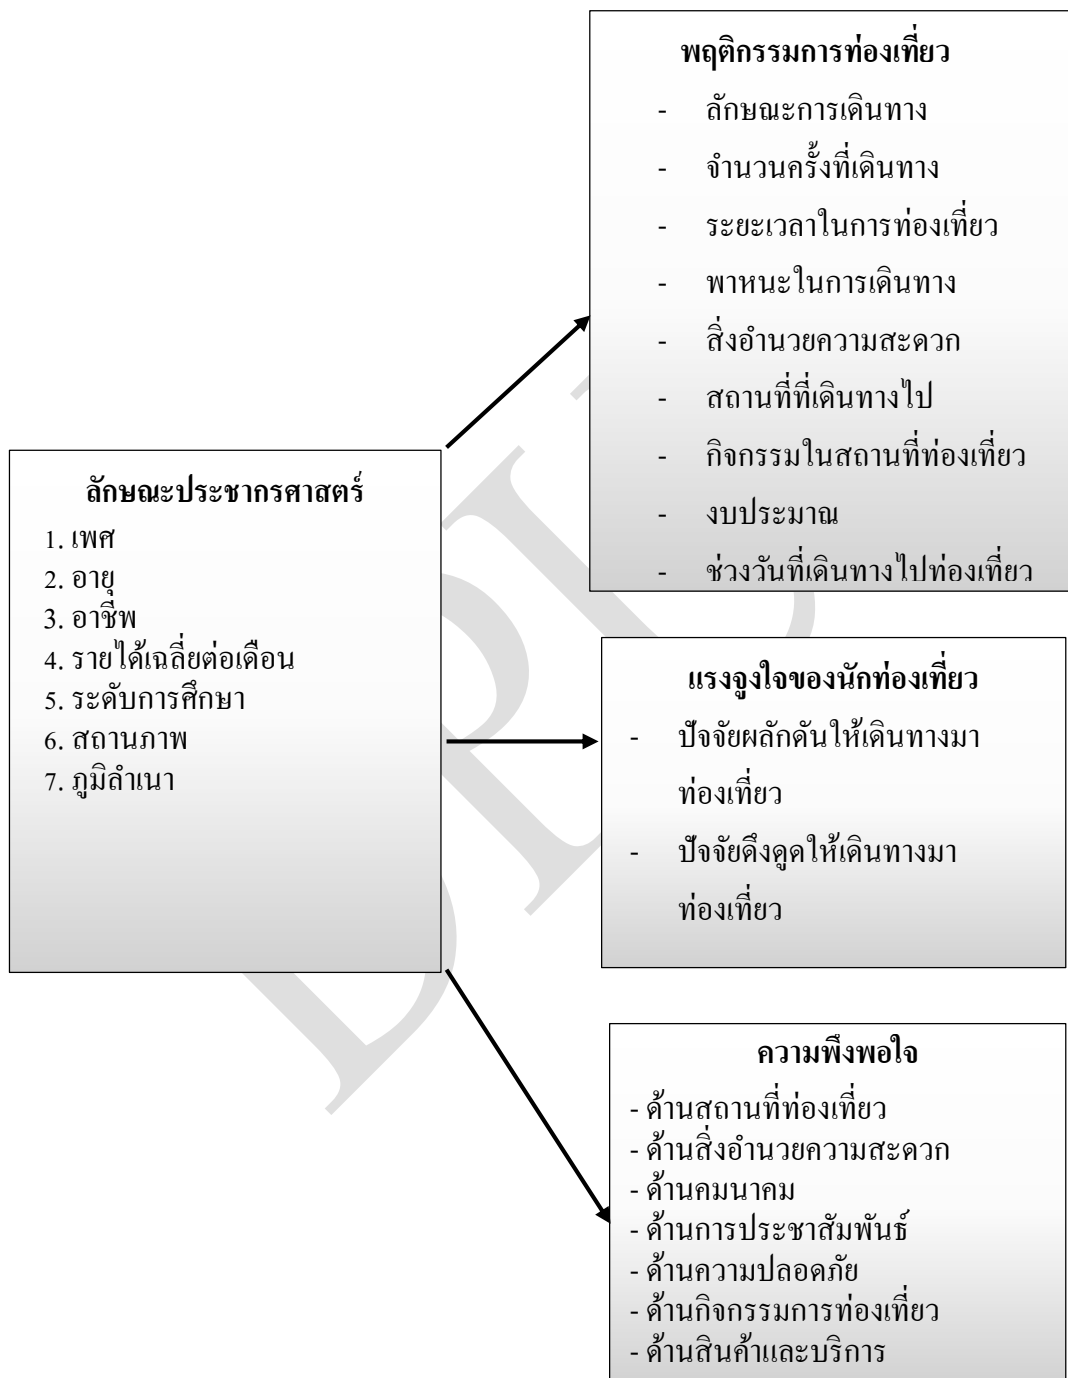 พฤติกรรมการท่องเที่ยว
- ลักษณะการเดินทาง
- จำนวนครั้งที่เดินทาง
- ระยะเวลาในการท่องเที่ยว
- พาหนะในการเดินทาง
- สิ่งอำนวยความสะดวก
- สถานที่ที่เดินทางไป
- กิจกรรมในสถานที่ท่องเที่ยว
- งบประมาณ
- ช่วงวันที่เดินทางไปท่องเที่ยว
ลักษณะประชากรศาสตร์
1. เพศ
2. อายุ
3. อาชีพ
4. รายได้เฉลี่ยต่อเดือน
5. ระดับการศึกษา
6. สถานภาพ
7. ภูมิลำเนา
แรงจูงใจของนักท่องเที่ยว
- ปัจจัยผลักดันให้เดินทางมา
ท่องเที่ยว
- ปัจจัยดึงดูดให้เดินทางมา
ท่องเที่ยว
ความพึงพอใจ
- ด้านสถานที่ท่องเที่ยว
- ด้านสิ่งอำนวยความสะดวก
- ด้านคมนาคม
- ด้านการประชาสัมพันธ์
- ด้านความปลอดภัย
- ด้านกิจกรรมการท่องเที่ยว
- ด้านสินค้าและบริการ